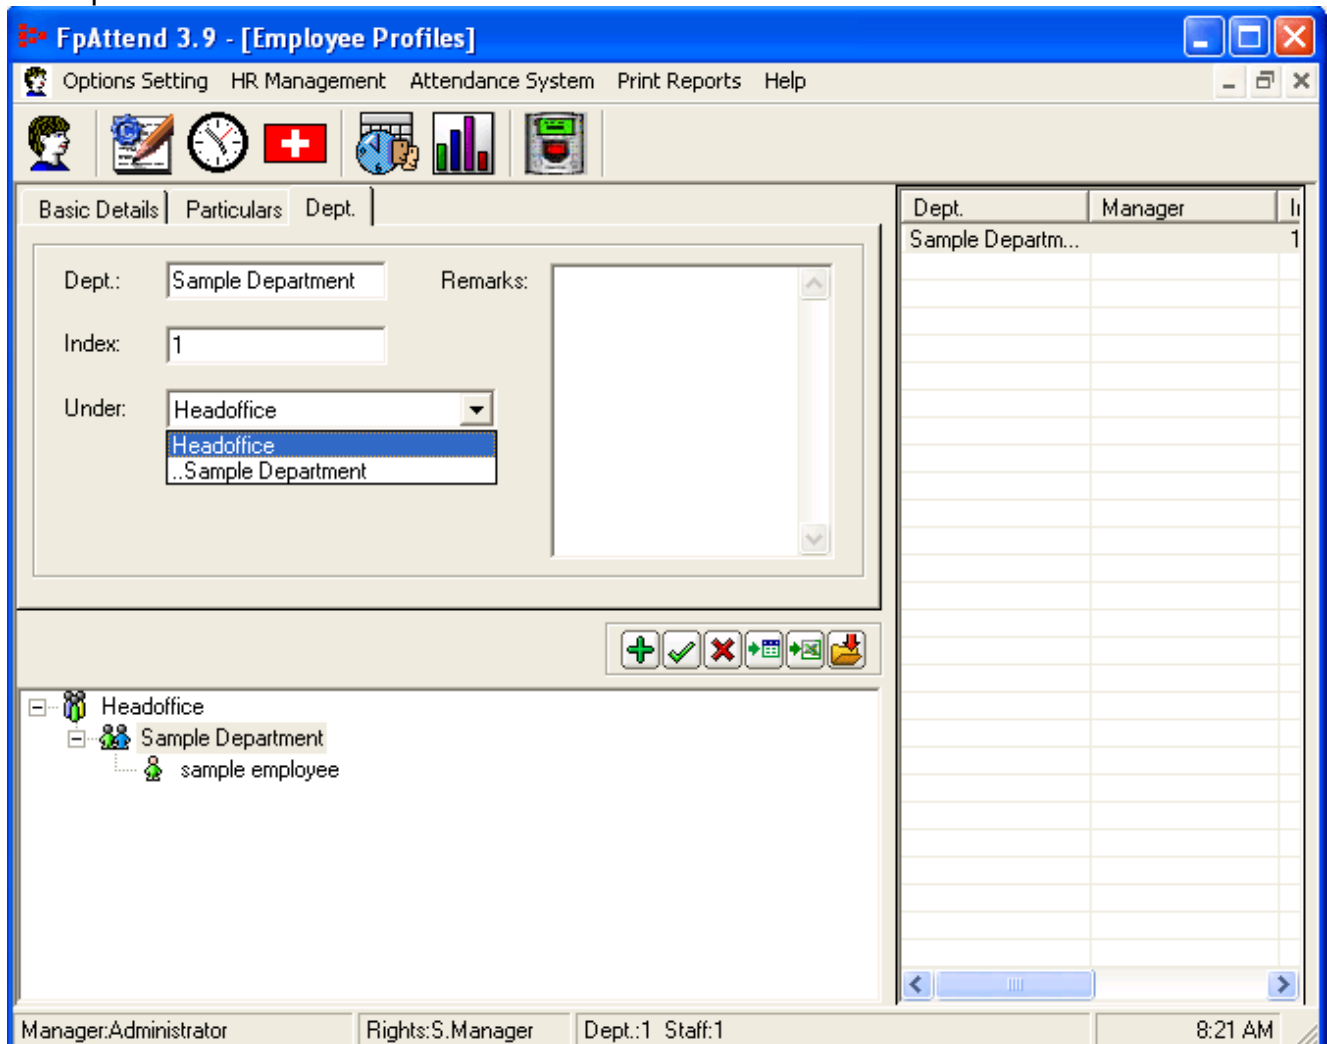 FpAttend 3.9 - [Employee Profiles]
Options Setting HR Management Attendance System Print Reports Help
Basic Details Particulars Dept.
Dept. Manager
Sample Departm... 1
Dept.: Sample Department Remarks:
Index: 1
Under: Headoffice
Headoffice
..Sample Department
Headoffice
Sample Department
sample employee
Manager:Administrator Rights:S.Manager Dept.:1 Staff:1 8:21 AM